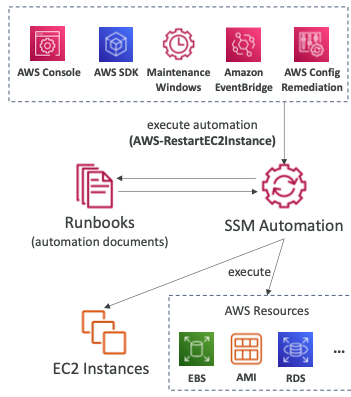 AWS Console
AWS SDK
Maintenance
Windows
Amazon
EventBridge
AWS Config
Remediation
execute automation
(AWS-RestartEC2Instance)
Runbooks
(automation documents)
SSM Automation
execute
EC2 Instances
AWS Resources
EBS
AMI
RDS
...